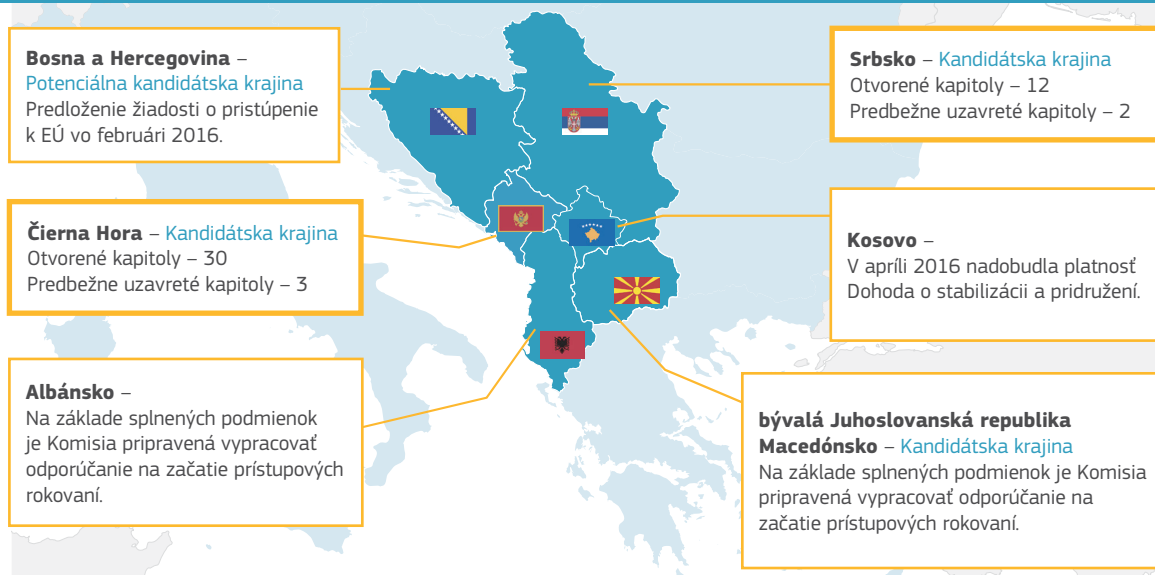 Bosna a Hercegovina –
Potenciálna kandidátska krajina
Predloženie žiadosti o pristúpenie
k EÚ vo februári 2016.
Srbsko – Kandidátska krajina
Otvorené kapitoly – 12
Predbežne uzavreté kapitoly – 2
Čierna Hora – Kandidátska krajina
Otvorené kapitoly – 30
Predbežne uzavreté kapitoly – 3
Kosovo –
V apríli 2016 nadobudla platnosť
Dohoda o stabilizácii a pridružení.
Albánsko –
Na základe splnených podmienok
je Komisia pripravená vypracovať
odporúčanie na začatie prístupových
rokovaní.
bývalá Juhoslovanská republika
Macedónsko – Kandidátska krajina
Na základe splnených podmienok je Komisia
pripravená vypracovať odporúčanie na
začatie prístupových rokovaní.